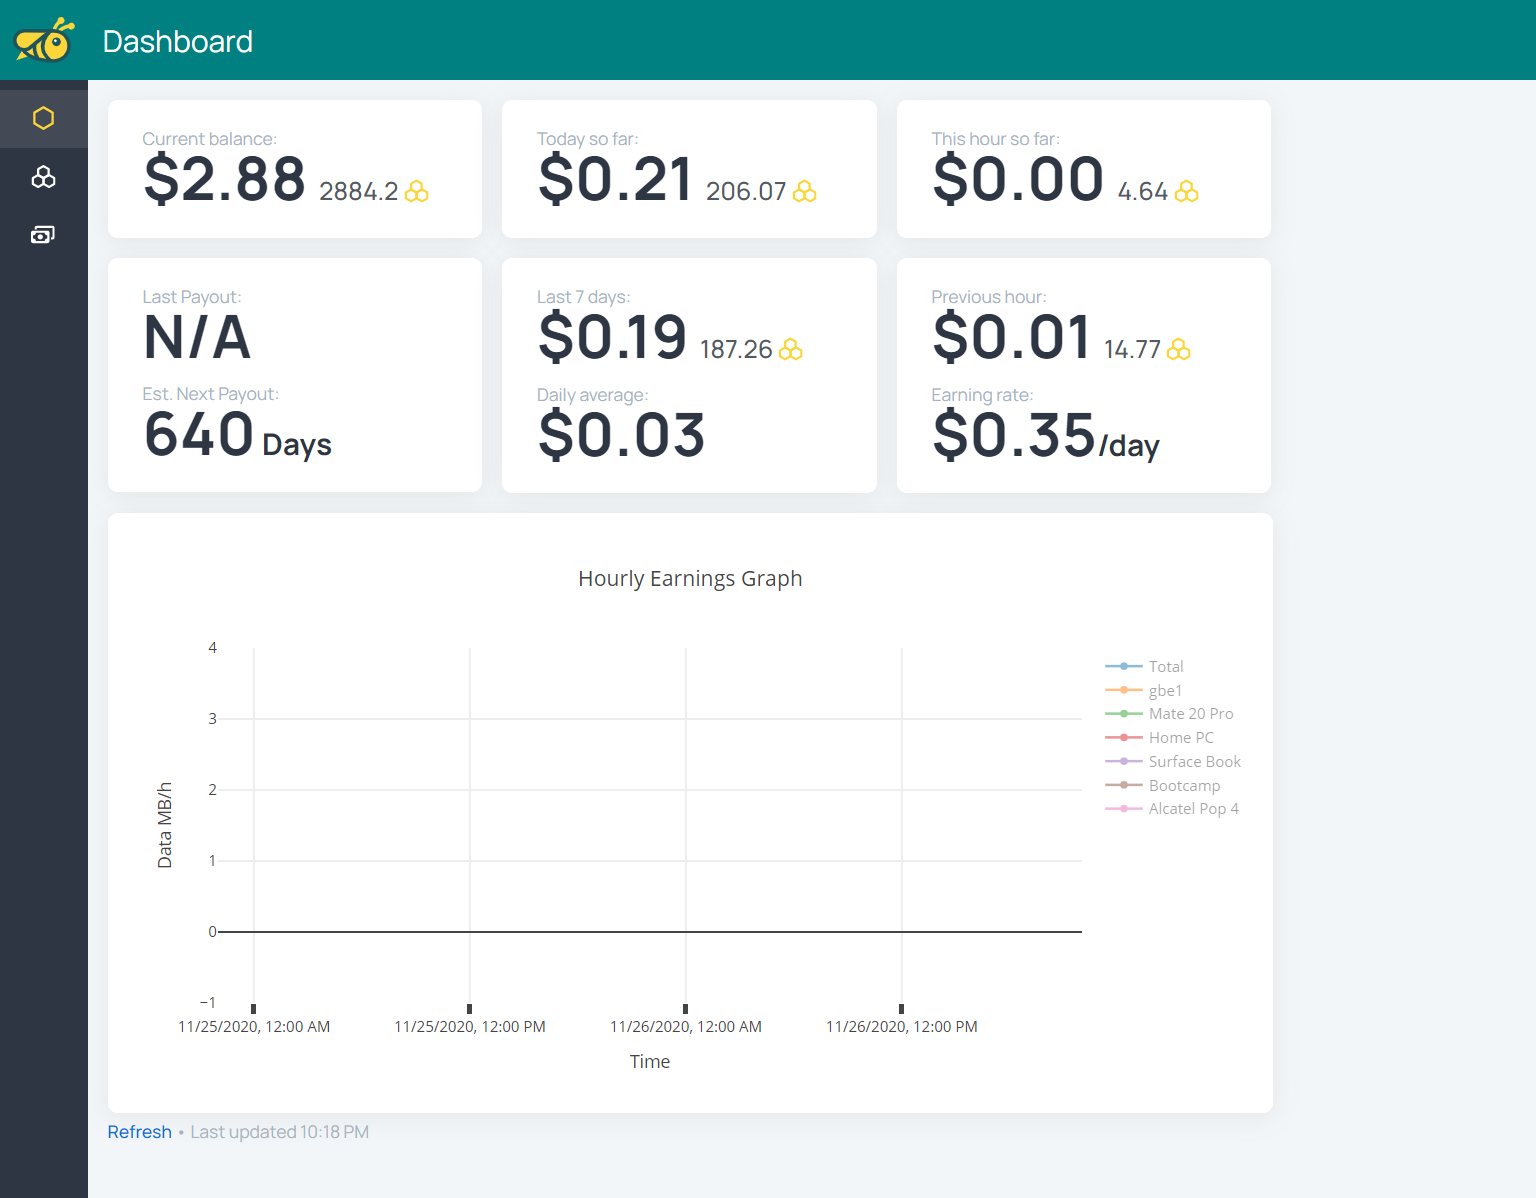 Dashboard
Current balance:
$2.88 2884.2
Today so far:
$0.21 206.07
This hour so far:
$0.00 4.64
Last Payout:
N/A
Est. Next Payout:
640 Days
Last 7 days:
$0.19 187.26
Daily average:
$0.03
Previous hour:
$0.01 14.77
Earning rate:
$0.35/day
Hourly Earnings Graph
4
3
2
1
0
−1
Data MB/h
11/25/2020, 12:00 AM
11/25/2020, 12:00 PM
11/26/2020, 12:00 AM
11/26/2020, 12:00 PM
Time
Total
gbe1
Mate 20 Pro
Home PC
Surface Book
Bootcamp
Alcatel Pop 4
Refresh • Last updated 10:18 PM